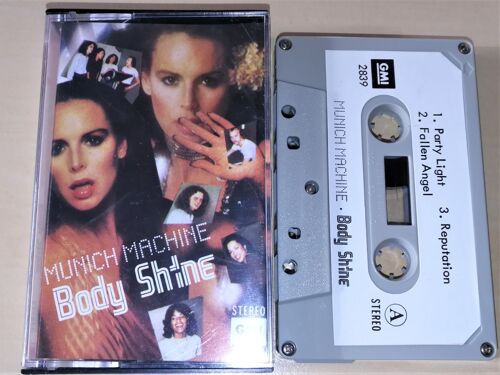 MUNICH MACHINE
Body Shine
STEREO
GMI
GMI
2839
MUNICH MACHINE . Body Shine
1. Party Light
2. Fallen Angel
3. Reputation
STEREO
A